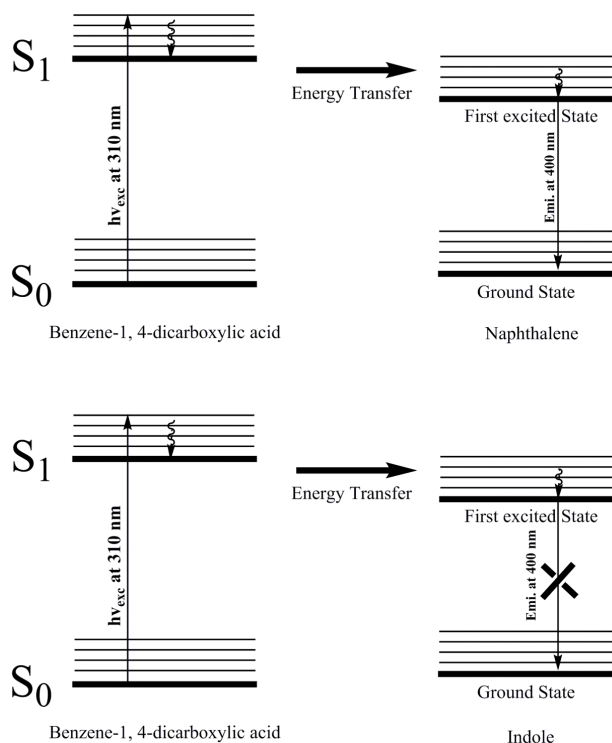 S1
hνexc at 310 nm
Energy Transfer
First excited State
Emi. at 400 nm
S0
Ground State
Benzene-1, 4-dicarboxylic acid
Naphthalene
S1
hνexc at 310 nm
Energy Transfer
First excited State
Emi. at 400 nm
S0
Ground State
Benzene-1, 4-dicarboxylic acid
Indole